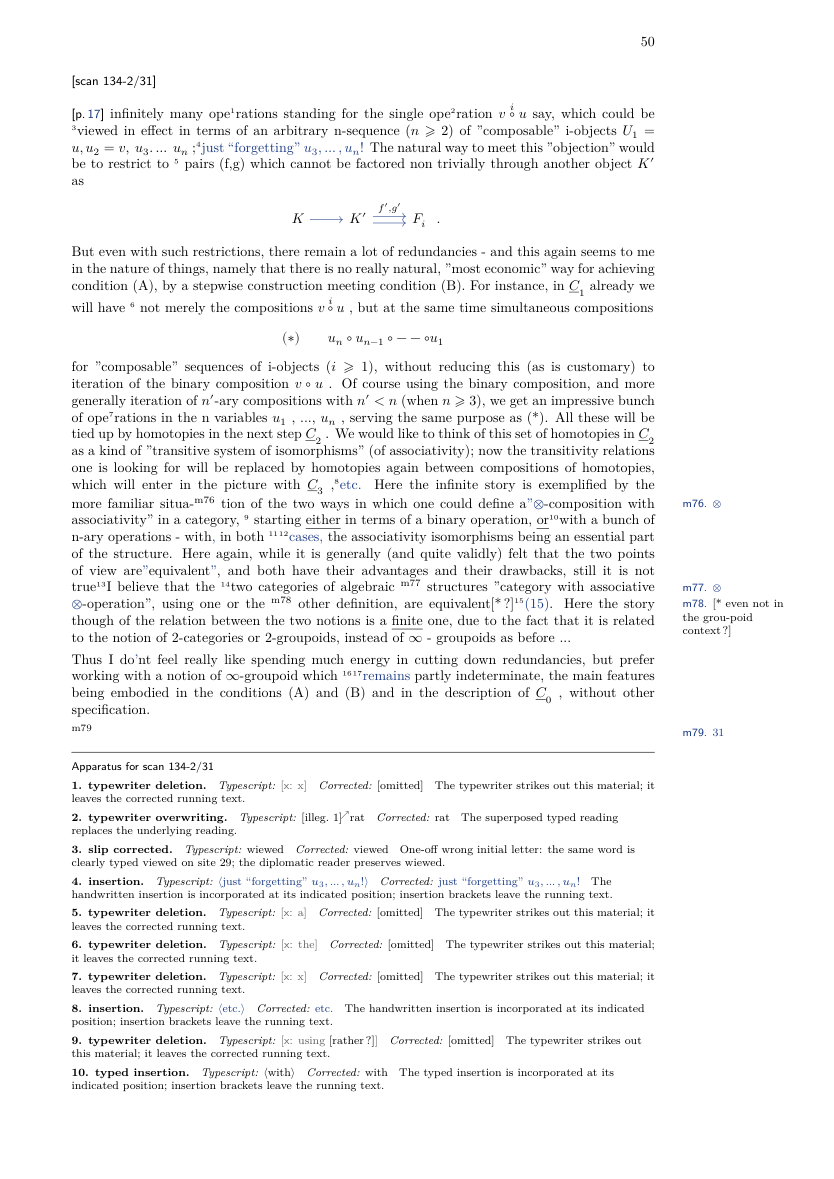 50
[scan 134-2/31]
[p. 17] infinitely many ope¹rations standing for the single ope²ration v ∘ⁱ u say, which could be
³viewed in effect in terms of an arbitrary n-sequence (n ⩾ 2) of ”composable” i-objects U₁ =
u, u₂ = v, u₃. … uₙ ;⁴just “forgetting” u₃, … , uₙ! The natural way to meet this ”objection” would
be to restrict to ⁵ pairs (f,g) which cannot be factored non trivially through another object K′
as
K ⟶ K′ ⇉ Fᵢ .
f′,g′
But even with such restrictions, there remain a lot of redundancies - and this again seems to me
in the nature of things, namely that there is no really natural, ”most economic” way for achieving
condition (A), by a stepwise construction meeting condition (B). For instance, in C₁ already we
will have ⁶ not merely the compositions v ∘ⁱ u , but at the same time simultaneous compositions
(∗) uₙ ∘ uₙ₋₁ ∘ − − ∘u₁
for ”composable” sequences of i-objects (i ⩾ 1), without reducing this (as is customary) to
iteration of the binary composition v ∘ u . Of course using the binary composition, and more
generally iteration of n′-ary compositions with n′ < n (when n ⩾ 3), we get an impressive bunch
of ope⁷rations in the n variables u₁ , ..., uₙ , serving the same purpose as (*). All these will be
tied up by homotopies in the next step C₂ . We would like to think of this set of homotopies in C₂
as a kind of ”transitive system of isomorphisms” (of associativity); now the transitivity relations
one is looking for will be replaced by homotopies again between compositions of homotopies,
which will enter in the picture with C₃ ,⁸etc. Here the infinite story is exemplified by the
more familiar situa-ᵐ⁷⁶ tion of the two ways in which one could define a”⊗-composition with
associativity” in a category, ⁹ starting either in terms of a binary operation, or¹⁰with a bunch of
n-ary operations - with, in both ¹¹¹²cases, the associativity isomorphisms being an essential part
of the structure. Here again, while it is generally (and quite validly) felt that the two points
of view are”equivalent”, and both have their advantages and their drawbacks, still it is not
true¹³I believe that the ¹⁴two categories of algebraic ᵐ⁷⁷ structures ”category with associative
⊗-operation”, using one or the ᵐ⁷⁸ other definition, are equivalent[* ?]¹⁵(15). Here the story
though of the relation between the two notions is a finite one, due to the fact that it is related
to the notion of 2-categories or 2-groupoids, instead of ∞ - groupoids as before ...
Thus I do'nt feel really like spending much energy in cutting down redundancies, but prefer
working with a notion of ∞-groupoid which ¹⁶¹⁷remains partly indeterminate, the main features
being embodied in the conditions (A) and (B) and in the description of C₀ , without other
specification.
m79
m76. ⊗
m77. ⊗
m78. [* even not in
the grou-poid
context ?]
m79. 31
Apparatus for scan 134-2/31
1. typewriter deletion. Typescript: [x: x] Corrected: [omitted] The typewriter strikes out this material; it
leaves the corrected running text.
2. typewriter overwriting. Typescript: [illeg. 1]↗rat Corrected: rat The superposed typed reading
replaces the underlying reading.
3. slip corrected. Typescript: wiewed Corrected: viewed One-off wrong initial letter: the same word is
clearly typed viewed on site 29; the diplomatic reader preserves wiewed.
4. insertion. Typescript: ⟨just “forgetting” u₃, … , uₙ!⟩ Corrected: just “forgetting” u₃, … , uₙ! The
handwritten insertion is incorporated at its indicated position; insertion brackets leave the running text.
5. typewriter deletion. Typescript: [x: a] Corrected: [omitted] The typewriter strikes out this material; it
leaves the corrected running text.
6. typewriter deletion. Typescript: [x: the] Corrected: [omitted] The typewriter strikes out this material;
it leaves the corrected running text.
7. typewriter deletion. Typescript: [x: x] Corrected: [omitted] The typewriter strikes out this material; it
leaves the corrected running text.
8. insertion. Typescript: ⟨etc.⟩ Corrected: etc. The handwritten insertion is incorporated at its indicated
position; insertion brackets leave the running text.
9. typewriter deletion. Typescript: [x: using [rather ?]] Corrected: [omitted] The typewriter strikes out
this material; it leaves the corrected running text.
10. typed insertion. Typescript: ⟨with⟩ Corrected: with The typed insertion is incorporated at its
indicated position; insertion brackets leave the running text.